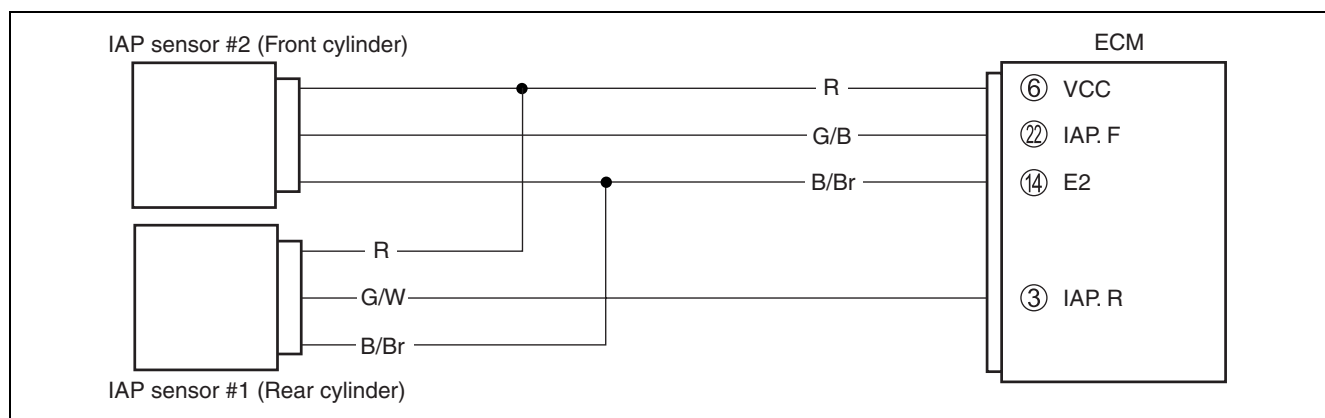 IAP sensor #2 (Front cylinder)
ECM
R
⑥ VCC
G/B
㉒ IAP. F
B/Br
⑭ E2
R
G/W
③ IAP. R
B/Br
IAP sensor #1 (Rear cylinder)